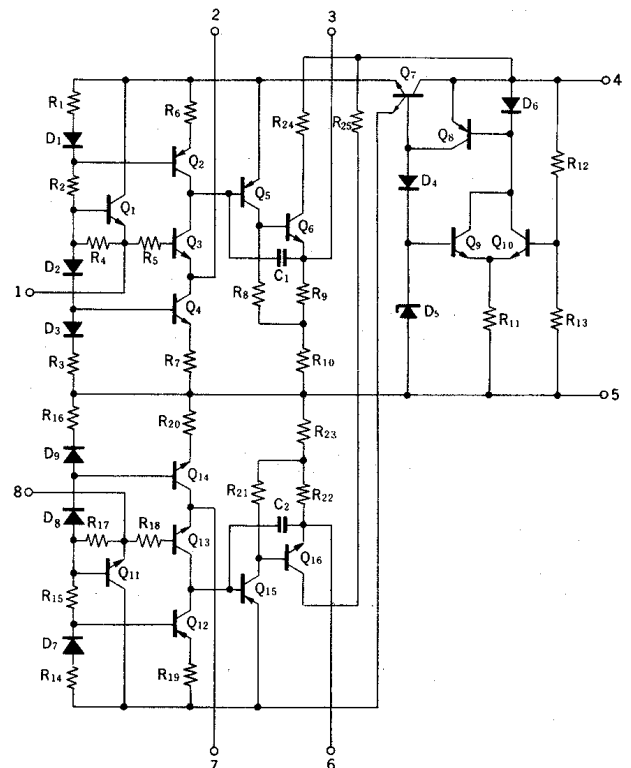 2 3
R1 Q7 4
R6 D6
D1 R24 R25 Q8
Q2 R12
R2 Q1 Q5 D4
Q6
R4 R5 Q3 Q9 Q10
D2 C1
1 R8 R9
Q4 D5 R11 R13
D3
R3 R7 R10
5
R16 R20 R23
D9
Q14 R21 R22
8 C2
D8 R17 R18 Q13
Q16
Q11 Q15
R15 Q12
D7
R14 R19
7 6